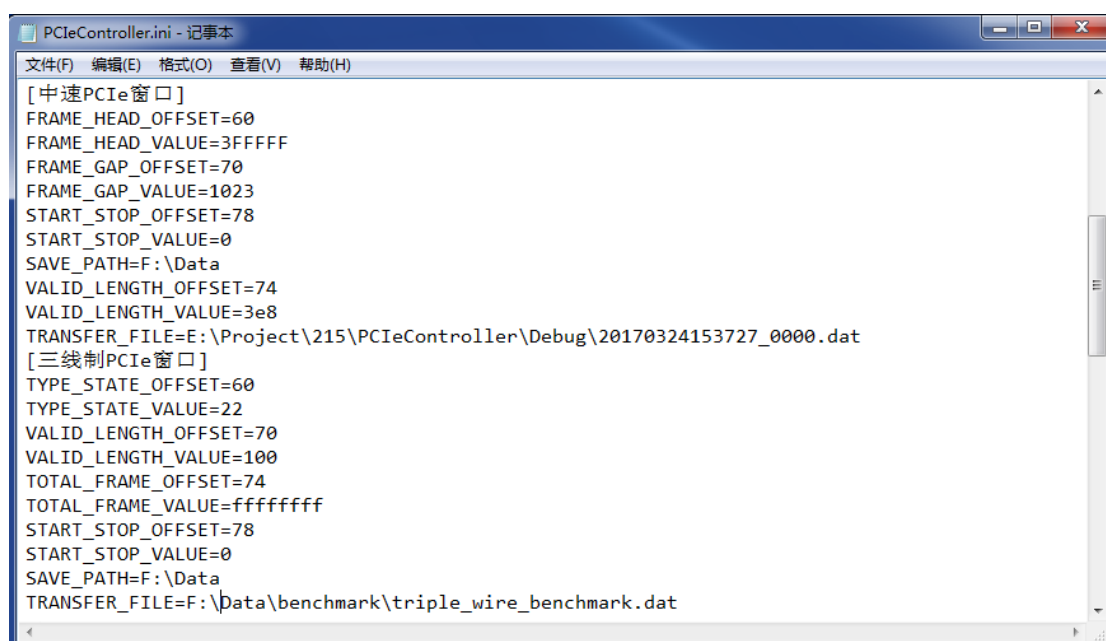 PCIeController.ini - 记事本
文件(F) 编辑(E) 格式(O) 查看(V) 帮助(H)
[中速PCIe窗口]
FRAME_HEAD_OFFSET=60
FRAME_HEAD_VALUE=3FFFFF
FRAME_GAP_OFFSET=70
FRAME_GAP_VALUE=1023
START_STOP_OFFSET=78
START_STOP_VALUE=0
SAVE_PATH=F:\Data
VALID_LENGTH_OFFSET=74
VALID_LENGTH_VALUE=3e8
TRANSFER_FILE=E:\Project\215\PCIeController\Debug\20170324153727_0000.dat
[三线制PCIe窗口]
TYPE_STATE_OFFSET=60
TYPE_STATE_VALUE=22
VALID_LENGTH_OFFSET=70
VALID_LENGTH_VALUE=100
TOTAL_FRAME_OFFSET=74
TOTAL_FRAME_VALUE=ffffffff
START_STOP_OFFSET=78
START_STOP_VALUE=0
SAVE_PATH=F:\Data
TRANSFER_FILE=F:\Data\benchmark\triple_wire_benchmark.dat